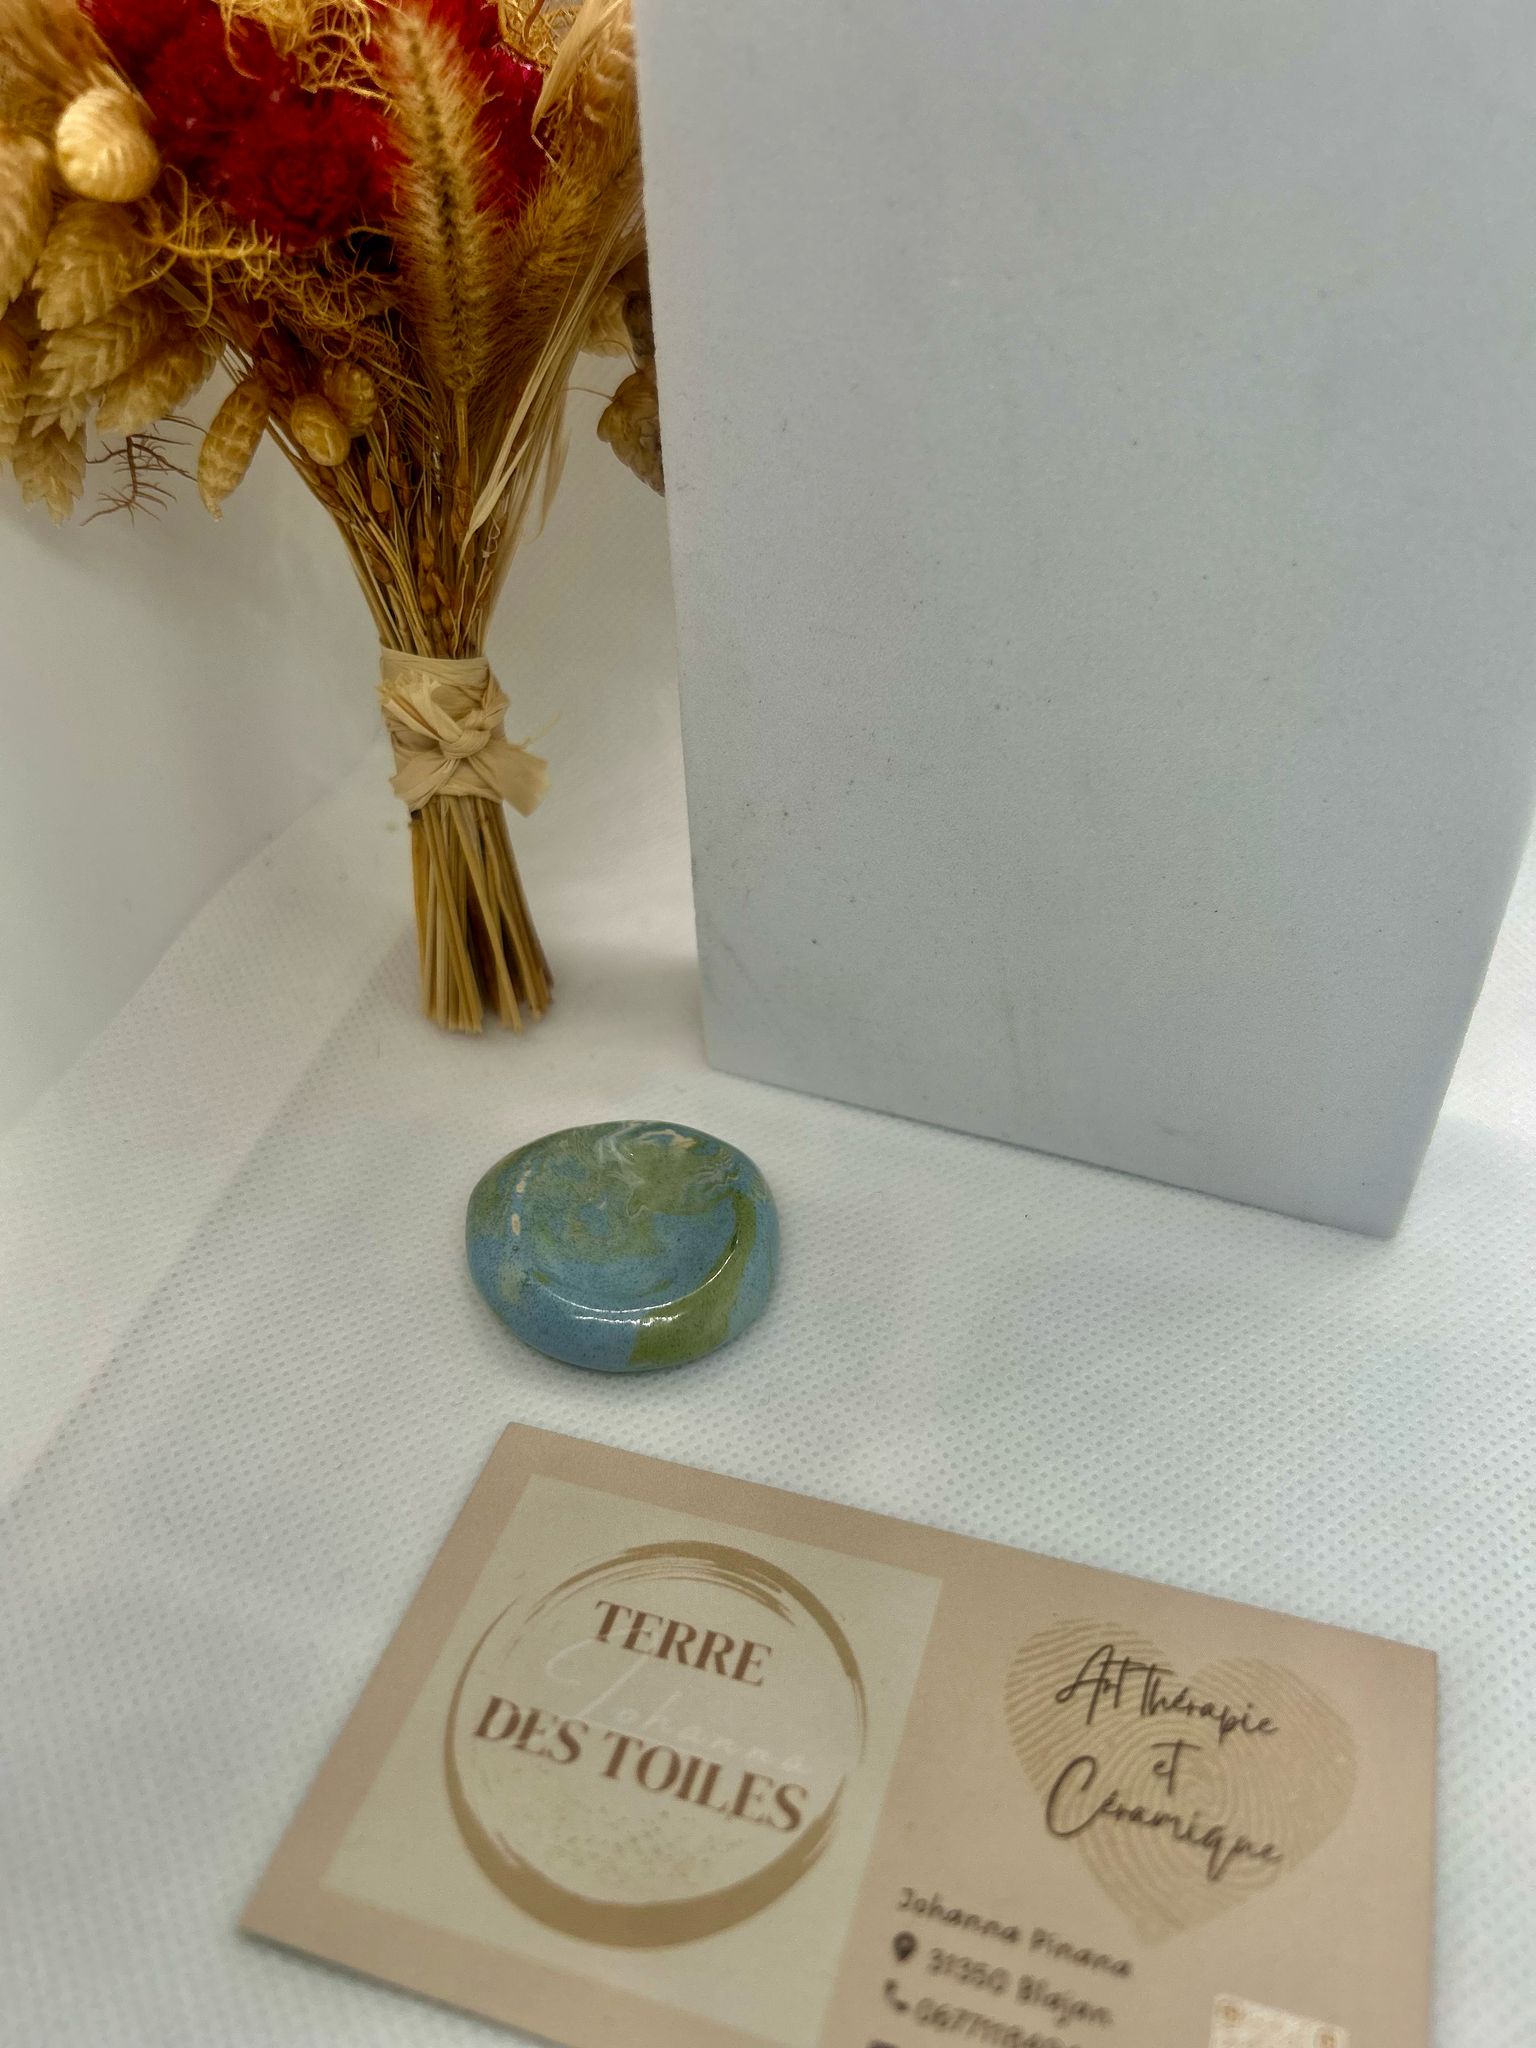 TERRE
Johanna
DES TOILES
Art thérapie
et
Céramique
Johanna Pinana
31350 Blajan